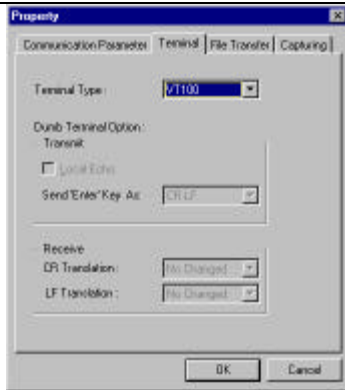 Property
Communication Parameter Terminal File Transfer Capturing
Terminal Type : VT100
Dumb Terminal Option :
Transmit
Local Echo
Send 'Enter' Key As: CR LF
Receive
CR Translation : No Changed
LF Translation : No Changed
OK Cancel